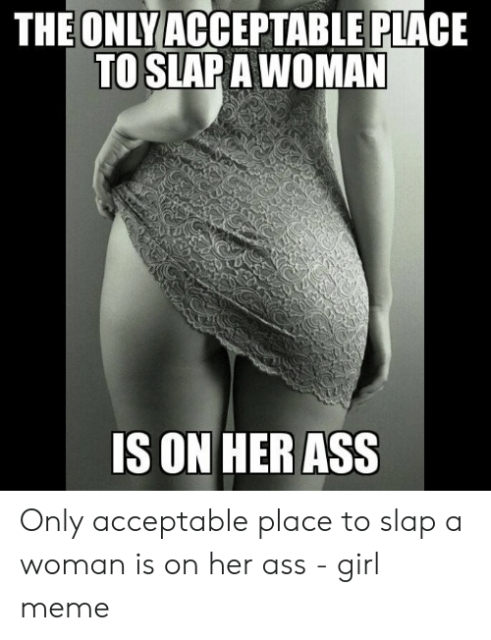 THE ONLY ACCEPTABLE PLACE
TO SLAP A WOMAN
IS ON HER ASS
Only acceptable place to slap a
woman is on her ass - girl
meme